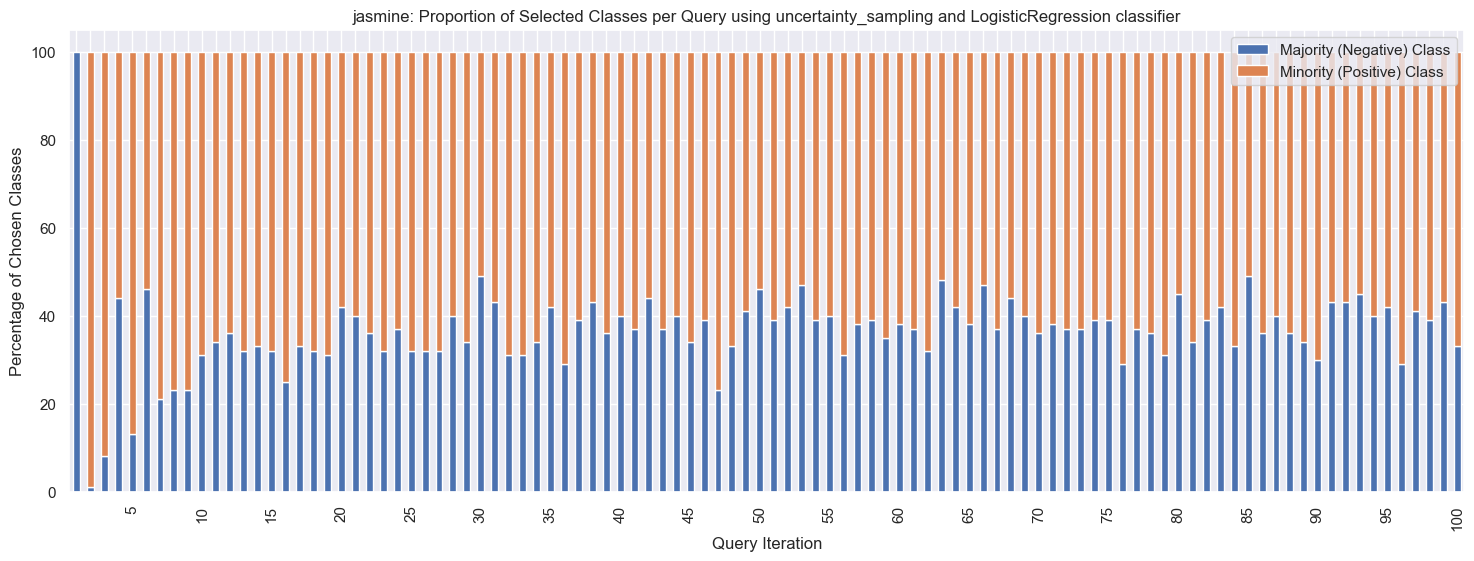 jasmine: Proportion of Selected Classes per Query using uncertainty_sampling and LogisticRegression classifier
Majority (Negative) Class
Minority (Positive) Class
Percentage of Chosen Classes
100
80
60
40
20
0
5 10 15 20 25 30 35 40 45 50 55 60 65 70 75 80 85 90 95 100
Query Iteration